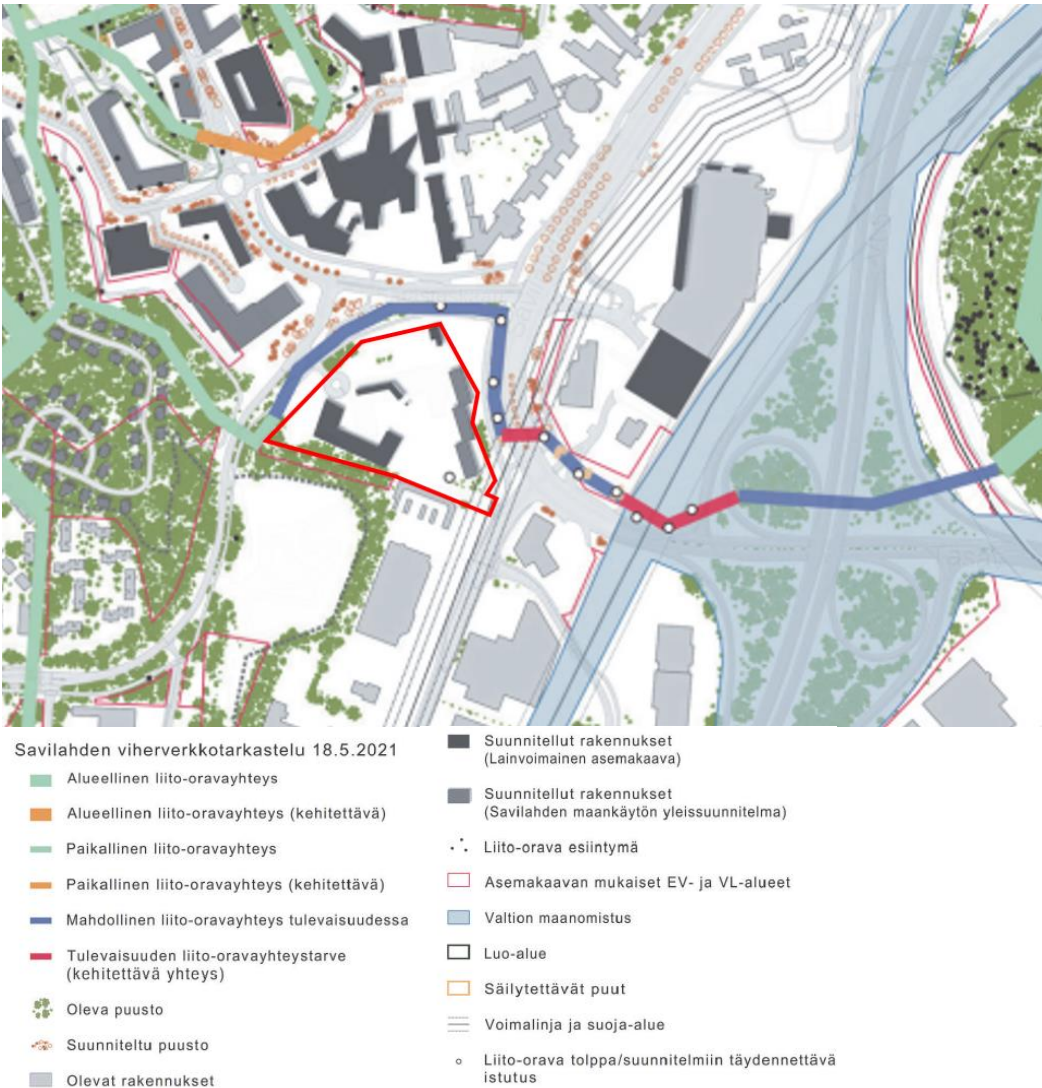 Savilahden viherverkkotarkastelu 18.5.2021
Alueellinen liito-oravayhteys
Alueellinen liito-oravayhteys (kehitettävä)
Paikallinen liito-oravayhteys
Paikallinen liito-oravayhteys (kehitettävä)
Mahdollinen liito-oravayhteys tulevaisuudessa
Tulevaisuuden liito-oravayhteystarve
(kehitettävä yhteys)
Oleva puusto
Suunniteltu puusto
Olevat rakennukset
Suunnitellut rakennukset
(Lainvoimainen asemakaava)
Suunnitellut rakennukset
(Savilahden maankäytön yleissuunnitelma)
Liito-orava esiintymä
Asemakaavan mukaiset EV- ja VL-alueet
Valtion maanomistus
Luo-alue
Säilytettävät puut
Voimalinja ja suoja-alue
Liito-orava tolppa/suunnitelmiin täydennettävä
istutus